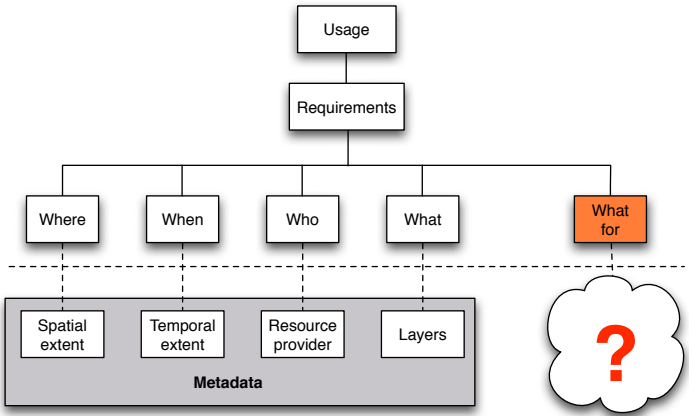 Usage
Requirements
Where
When
Who
What
What
for
Spatial
extent
Temporal
extent
Resource
provider
Layers
?
Metadata